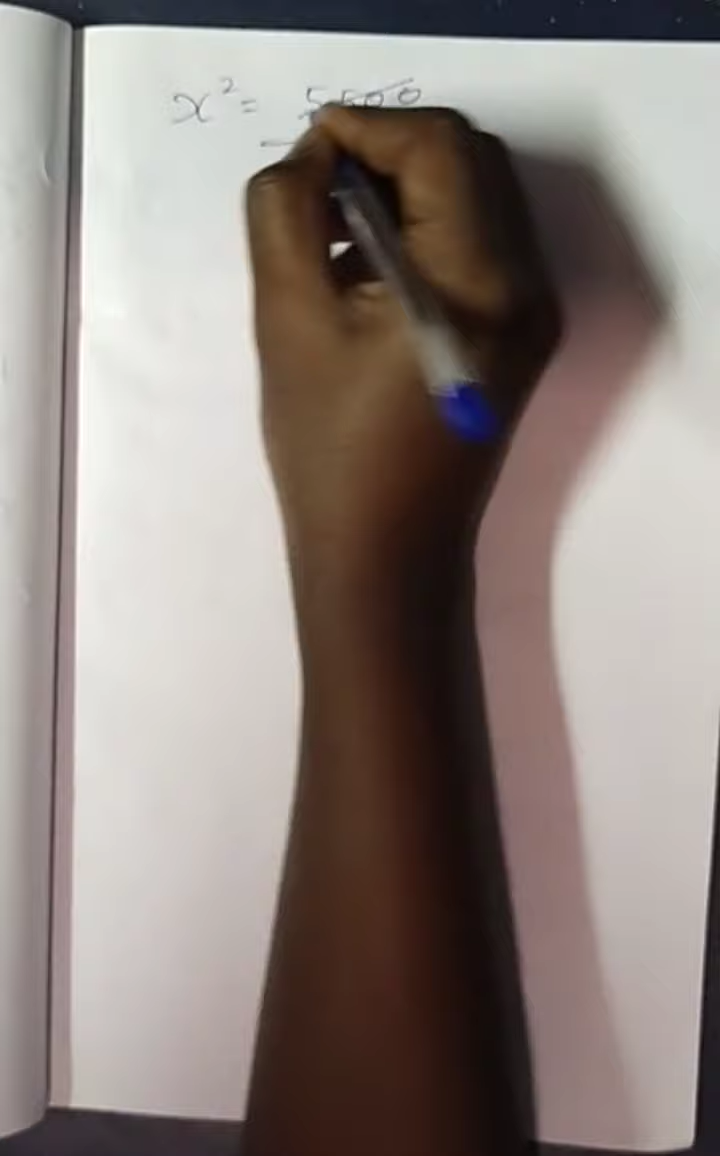 x² = 5500